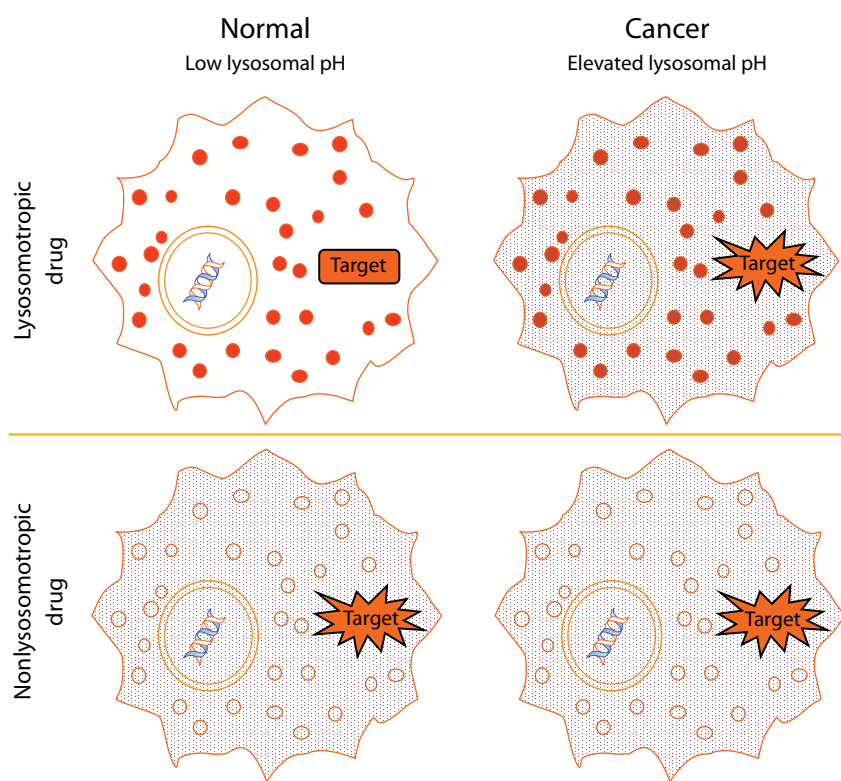 Normal
Low lysosomal pH
Cancer
Elevated lysosomal pH
Lysosomotropic
drug
Target
Target
Nonlysosomotropic
drug
Target
Target